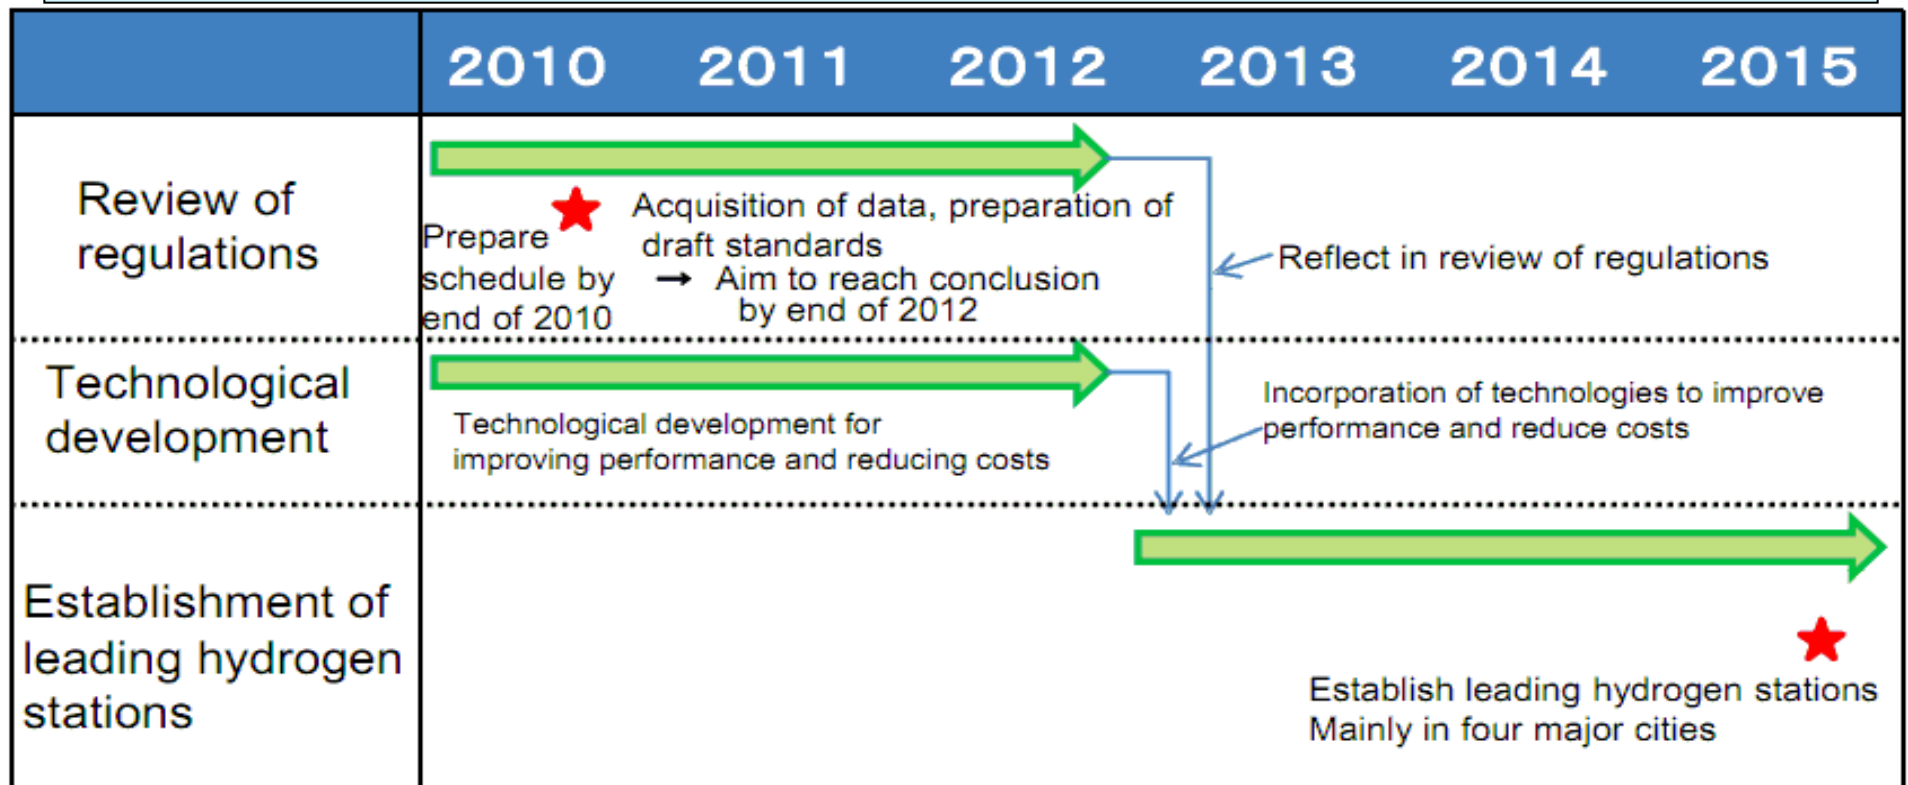 2010 2011 2012 2013 2014 2015
Review of
regulations
Prepare
schedule by
end of 2010
Acquisition of data, preparation of
draft standards
→ Aim to reach conclusion
by end of 2012
Reflect in review of regulations
Technological
development
Technological development for
improving performance and reducing costs
Incorporation of technologies to improve
performance and reduce costs
Establishment of
leading hydrogen
stations
Establish leading hydrogen stations
Mainly in four major cities